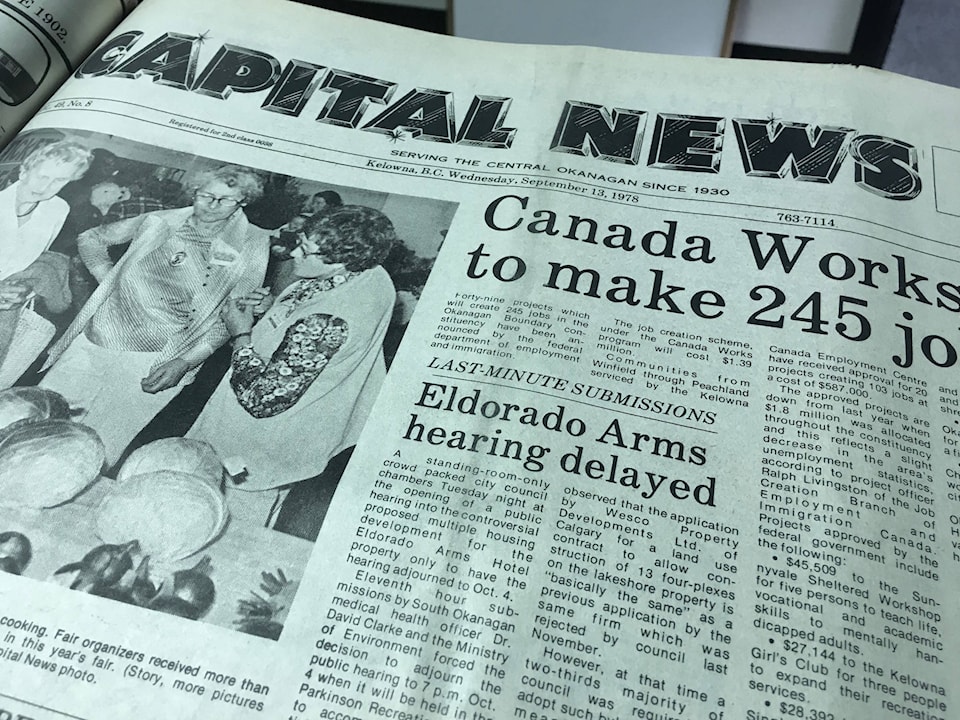 E 1902.
CAPITAL NEWS
49, No. 8
Registered for 2nd class 0088
SERVING THE CENTRAL OKANAGAN SINCE 1930
Kelowna, B.C. Wednesday, September 13, 1978
763-7114
Canada Works
to make 245 jo
Forty-nine projects which
will create 245 jobs in the
Okanagan Boundary con-
stituency have been an-
nounced by the federal
department of employment
and immigration.
The job creation scheme,
under the Canada Works
program will cost $1.39
million.
Communities from
Winfield through Peachland
serviced by the Kelowna
Canada Employment Centre
have received approval for 20
projects creating 103 jobs at
a cost of $587,000.
The approved projects are
down from last year when
$1.8 million was allocated
throughout the constituency
and this reflects a slight
decrease in the area's
unemployment statistics,
according to project officer
Ralph Livingston of the Job
Creation Branch of
Employment and
Immigration Canada.
Projects approved by the
federal government include
the following:
• $45,509 to the Sun-
nyvale Sheltered Workshop
for five persons to teach life,
vocational and academic
skills to mentally han-
dicapped adults.
• $27,144 to the Kelowna
Girl's Club for three people
to expand their recreation
services.
• $28,392
LAST-MINUTE SUBMISSIONS
Eldorado Arms
hearing delayed
A standing-room-only
crowd packed city council
chambers Tuesday night at
the opening of a public
hearing into the controversial
proposed multiple housing
development for the
Eldorado Arms Hotel
property only to have the
hearing adjourned to Oct. 4.
Eleventh hour sub-
missions by South Okanagan
medical health officer Dr.
David Clarke and the Ministry
of Environment forced the
decision to adjourn the
public hearing to 7 p.m. Oct.
4 when it will be held in the
Parkinson Recreation
to accom
observed that the application
by Wesco Property
Developments Ltd. of
Calgary for a land use
contract to allow con-
struction of 13 four-plexes
on the lakeshore property is
"basically the same" as a
previous application by the
same firm which was
rejected by council last
November.
However, at that time a
two-thirds majority of
council was required
adopt such by
cooking. Fair organizers received more than
in this year's fair. (Story, more pictures
pital News photo.